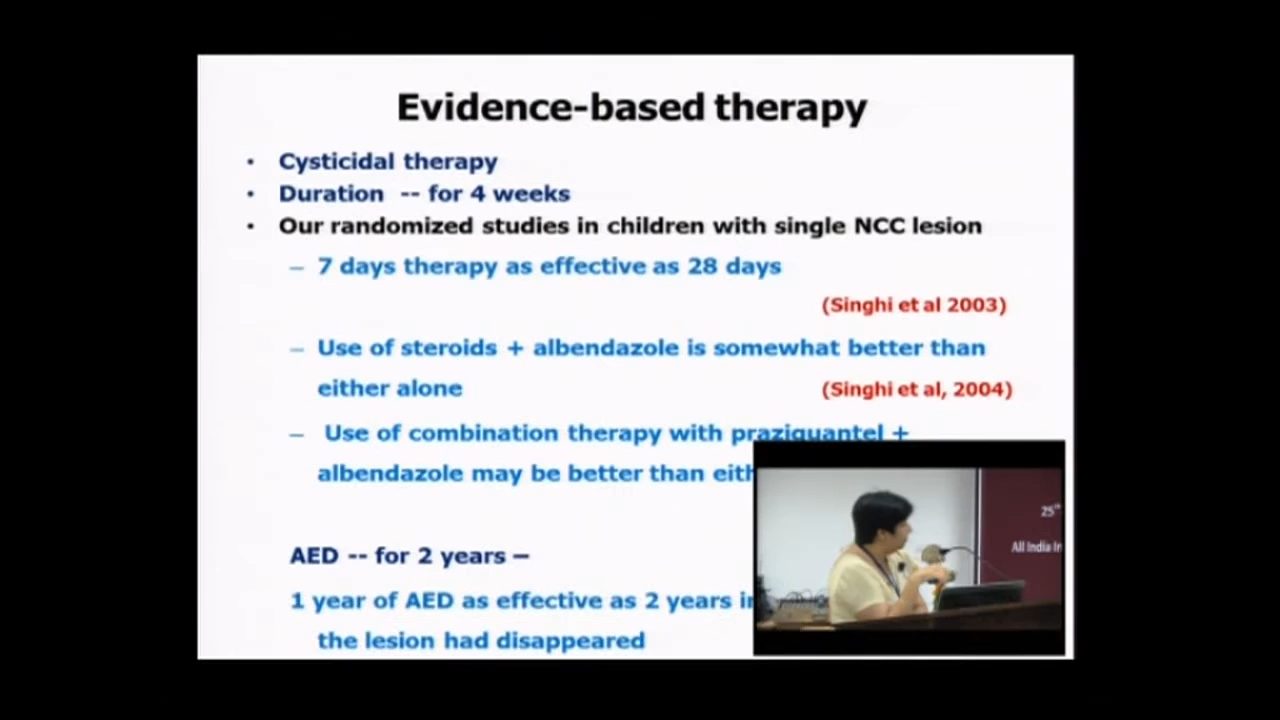 Evidence-based therapy
• Cysticidal therapy
• Duration -- for 4 weeks
• Our randomized studies in children with single NCC lesion
– 7 days therapy as effective as 28 days
(Singhi et al 2003)
– Use of steroids + albendazole is somewhat better than
either alone (Singhi et al, 2004)
– Use of combination therapy with praziquantel +
albendazole may be better than
AED -- for 2 years –
1 year of AED as effective as 2 years
the lesion had disappeared
25th
All India